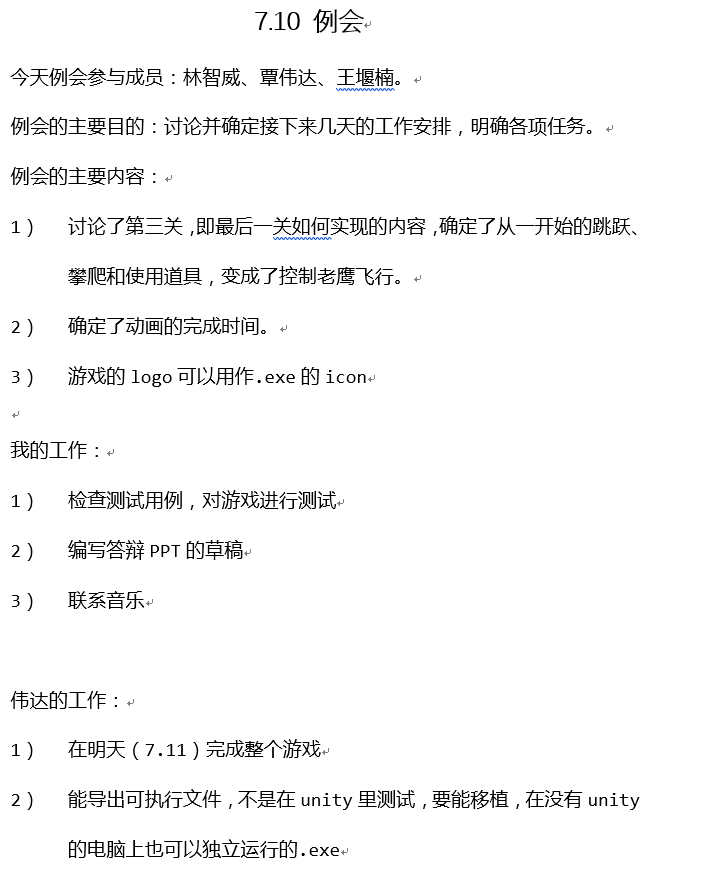 7.10 例会
今天例会参与成员：林智威、覃伟达、王堰楠。
例会的主要目的：讨论并确定接下来几天的工作安排，明确各项任务。
例会的主要内容：
1） 讨论了第三关，即最后一关如何实现的内容，确定了从一开始的跳跃、
攀爬和使用道具，变成了控制老鹰飞行。
2） 确定了动画的完成时间。
3） 游戏的 logo 可以用作.exe 的 icon
我的工作：
1） 检查测试用例，对游戏进行测试
2） 编写答辩 PPT 的草稿
3） 联系音乐
伟达的工作：
1） 在明天（7.11）完成整个游戏
2） 能导出可执行文件，不是在 unity 里测试，要能移植，在没有 unity
的电脑上也可以独立运行的.exe